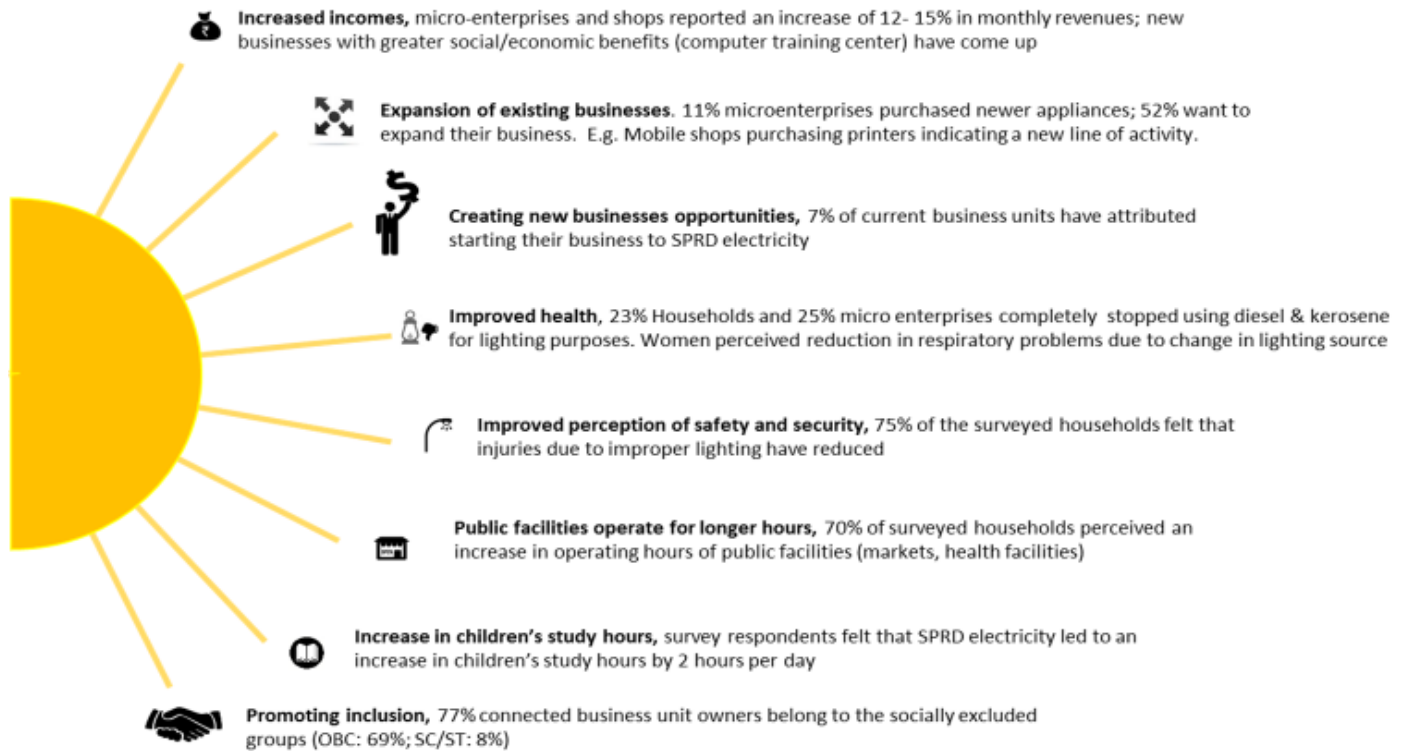 Increased incomes, micro-enterprises and shops reported an increase of 12- 15% in monthly revenues; new
businesses with greater social/economic benefits (computer training center) have come up
Expansion of existing businesses. 11% microenterprises purchased newer appliances; 52% want to
expand their business. E.g. Mobile shops purchasing printers indicating a new line of activity.
Creating new businesses opportunities, 7% of current business units have attributed
starting their business to SPRD electricity
Improved health, 23% Households and 25% micro enterprises completely stopped using diesel & kerosene
for lighting purposes. Women perceived reduction in respiratory problems due to change in lighting source
Improved perception of safety and security, 75% of the surveyed households felt that
injuries due to improper lighting have reduced
Public facilities operate for longer hours, 70% of surveyed households perceived an
increase in operating hours of public facilities (markets, health facilities)
Increase in children's study hours, survey respondents felt that SPRD electricity led to an
increase in children's study hours by 2 hours per day
Promoting inclusion, 77% connected business unit owners belong to the socially excluded
groups (OBC: 69%; SC/ST: 8%)